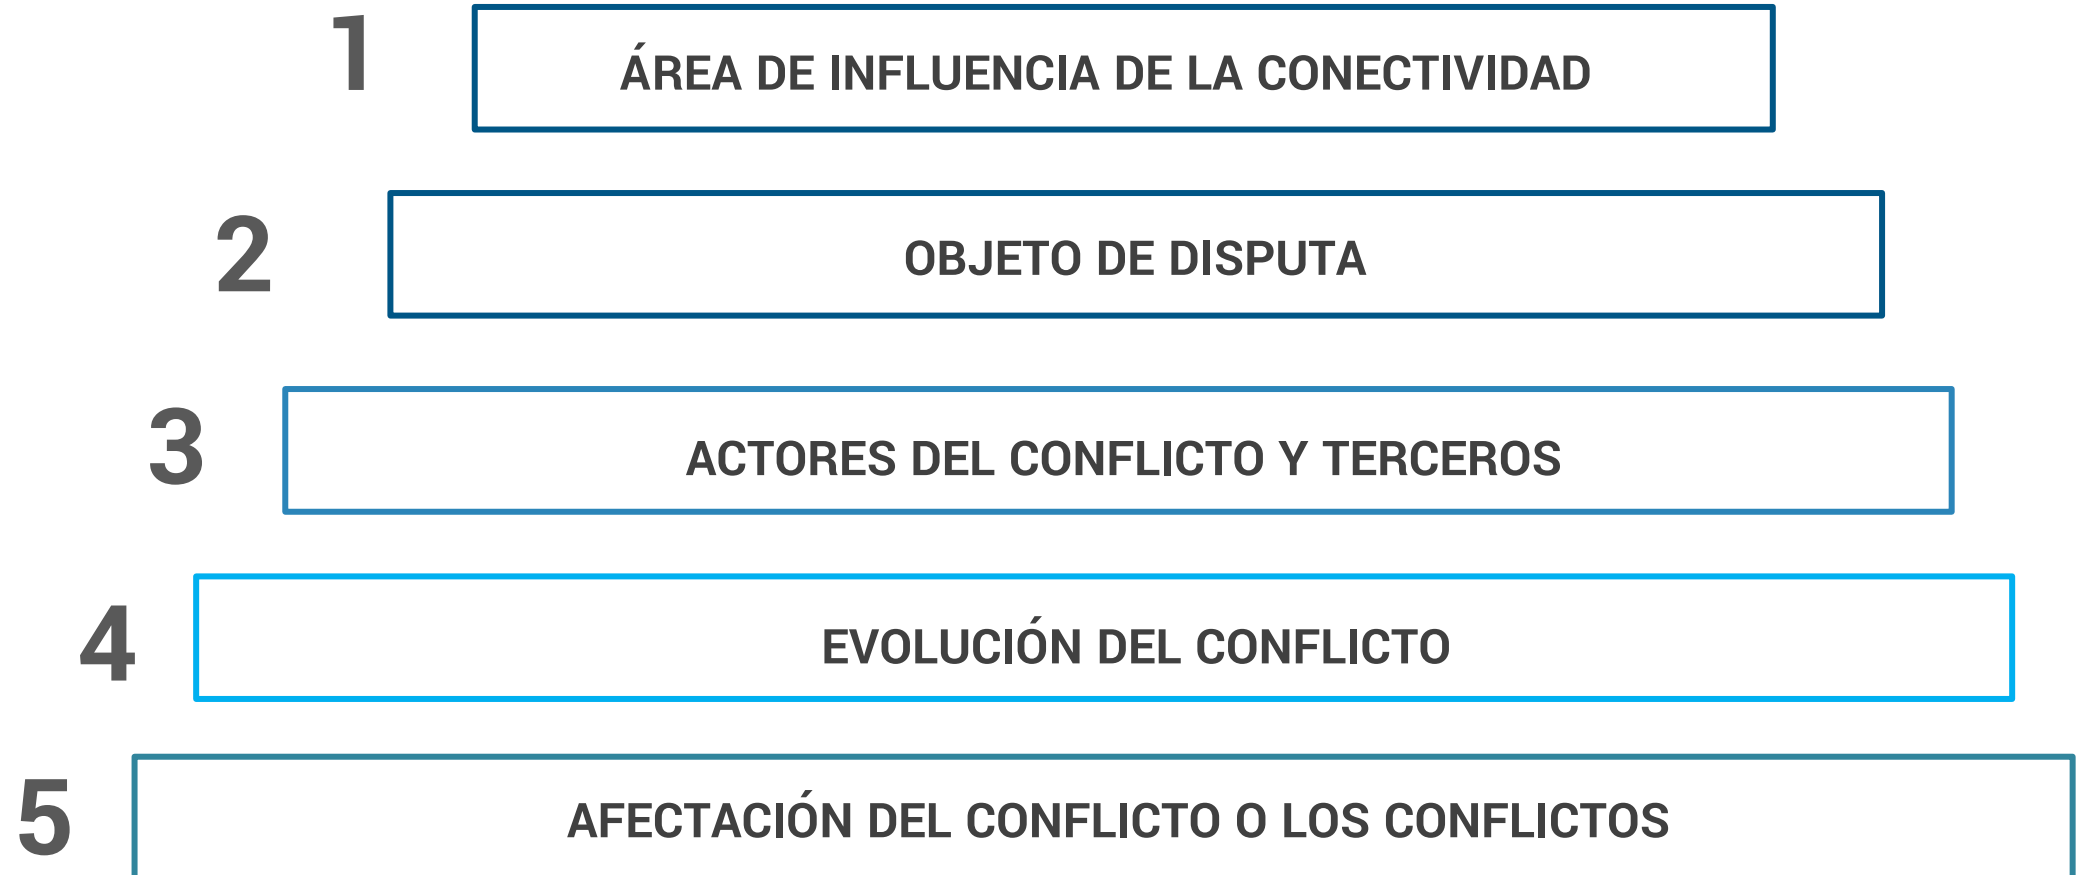 1 ÁREA DE INFLUENCIA DE LA CONECTIVIDAD
2 OBJETO DE DISPUTA
3 ACTORES DEL CONFLICTO Y TERCEROS
4 EVOLUCIÓN DEL CONFLICTO
5 AFECTACIÓN DEL CONFLICTO O LOS CONFLICTOS